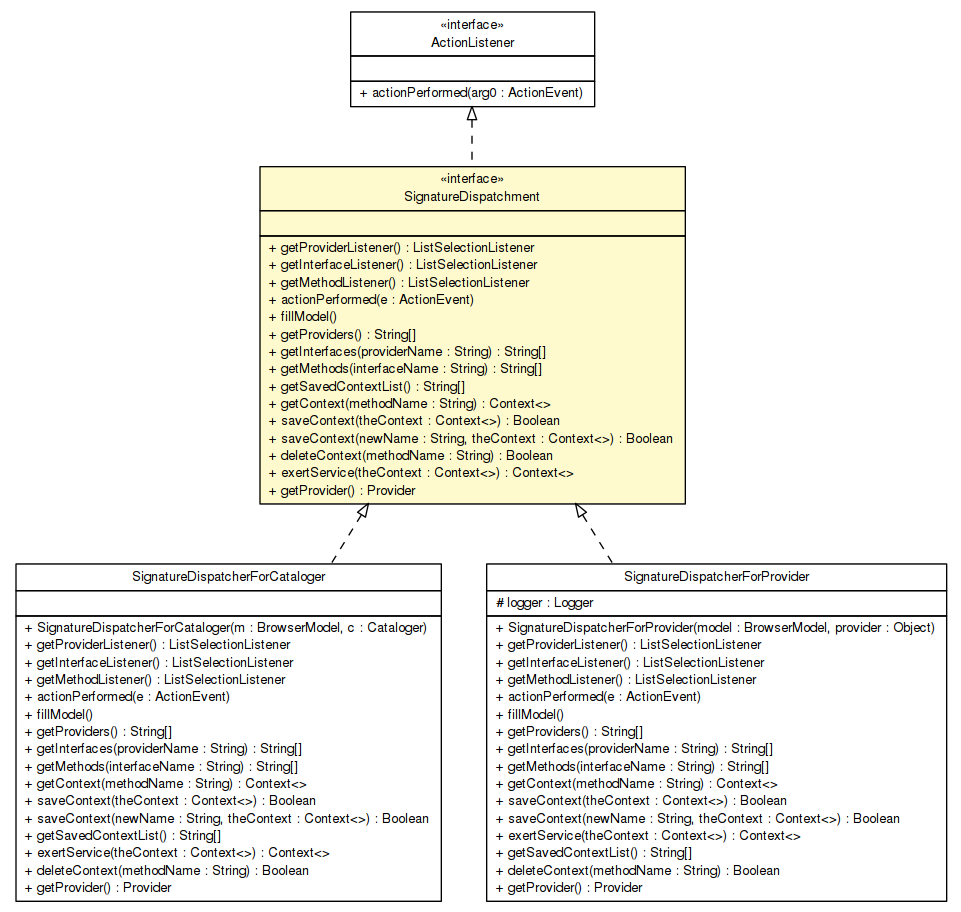 «interface»
ActionListener
+ actionPerformed(arg0 : ActionEvent)
«interface»
SignatureDispatchment
+ getProviderListener() : ListSelectionListener
+ getInterfaceListener() : ListSelectionListener
+ getMethodListener() : ListSelectionListener
+ actionPerformed(e : ActionEvent)
+ fillModel()
+ getProviders() : String[]
+ getInterfaces(providerName : String) : String[]
+ getMethods(interfaceName : String) : String[]
+ getSavedContextList() : String[]
+ getContext(methodName : String) : Context<>
+ saveContext(theContext : Context<>) : Boolean
+ saveContext(newName : String, theContext : Context<>) : Boolean
+ deleteContext(methodName : String) : Boolean
+ exertService(theContext : Context<>) : Context<>
+ getProvider() : Provider
SignatureDispatcherForCataloger
+ SignatureDispatcherForCataloger(m : BrowserModel, c : Cataloger)
+ getProviderListener() : ListSelectionListener
+ getInterfaceListener() : ListSelectionListener
+ getMethodListener() : ListSelectionListener
+ actionPerformed(e : ActionEvent)
+ fillModel()
+ getProviders() : String[]
+ getInterfaces(providerName : String) : String[]
+ getMethods(interfaceName : String) : String[]
+ getContext(methodName : String) : Context<>
+ saveContext(theContext : Context<>) : Boolean
+ saveContext(newName : String, theContext : Context<>) : Boolean
+ getSavedContextList() : String[]
+ exertService(theContext : Context<>) : Context<>
+ deleteContext(methodName : String) : Boolean
+ getProvider() : Provider
SignatureDispatcherForProvider
# logger : Logger
+ SignatureDispatcherForProvider(model : BrowserModel, provider : Object)
+ getProviderListener() : ListSelectionListener
+ getInterfaceListener() : ListSelectionListener
+ getMethodListener() : ListSelectionListener
+ actionPerformed(e : ActionEvent)
+ fillModel()
+ getProviders() : String[]
+ getInterfaces(providerName : String) : String[]
+ getMethods(interfaceName : String) : String[]
+ getContext(methodName : String) : Context<>
+ saveContext(theContext : Context<>) : Boolean
+ saveContext(newName : String, theContext : Context<>) : Boolean
+ exertService(theContext : Context<>) : Context<>
+ getSavedContextList() : String[]
+ deleteContext(methodName : String) : Boolean
+ getProvider() : Provider